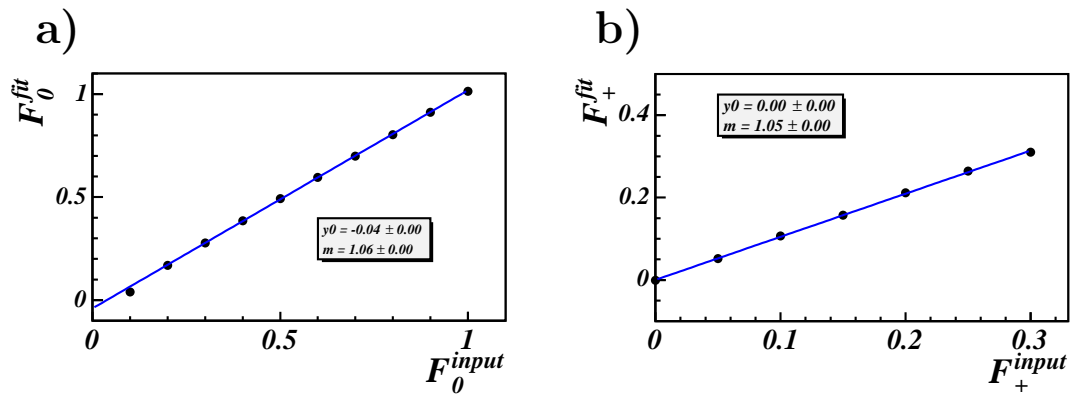 a)
F_0^{fit}
1
0.5
0
y0 = -0.04 ± 0.00
m = 1.06 ± 0.00
0 0.5 1
F_0^{input}
b)
F_+^{fit}
0.4
0.2
0
y0 = 0.00 ± 0.00
m = 1.05 ± 0.00
0 0.1 0.2 0.3
F_+^{input}